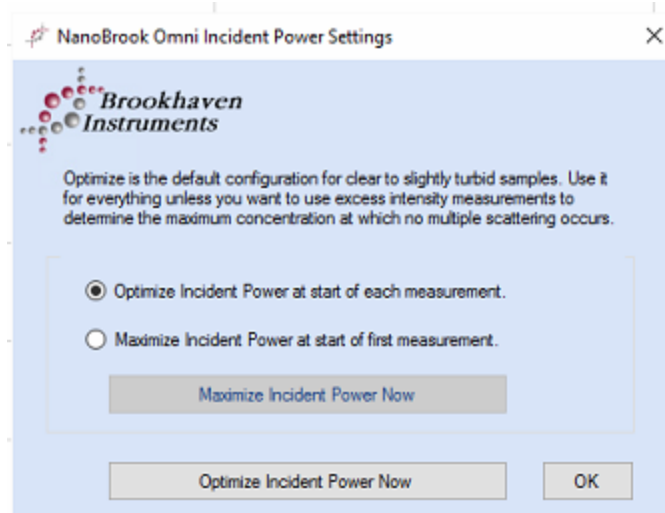 NanoBrook Omni Incident Power Settings
Brookhaven
Instruments
Optimize is the default configuration for clear to slightly turbid samples. Use it
for everything unless you want to use excess intensity measurements to
determine the maximum concentration at which no multiple scattering occurs.
Optimize Incident Power at start of each measurement.
Maximize Incident Power at start of first measurement.
Maximize Incident Power Now
Optimize Incident Power Now
OK